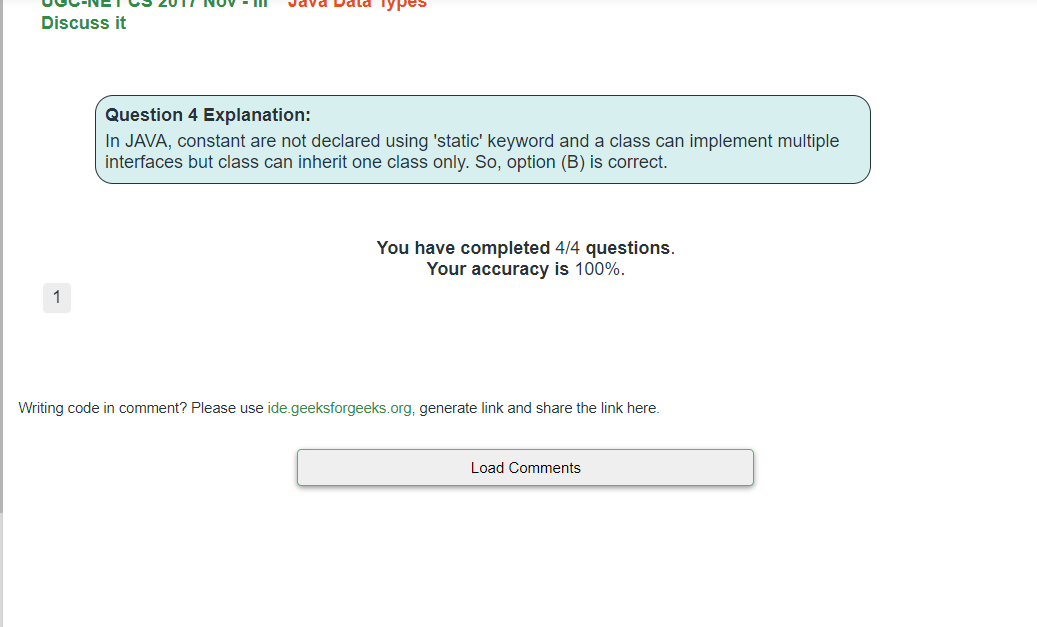 UGC-NET CS 2017 Nov - III Java Data Types
Discuss it
Question 4 Explanation:
In JAVA, constant are not declared using 'static' keyword and a class can implement multiple
interfaces but class can inherit one class only. So, option (B) is correct.
You have completed 4/4 questions.
Your accuracy is 100%.
1
Writing code in comment? Please use ide.geeksforgeeks.org, generate link and share the link here.
Load Comments